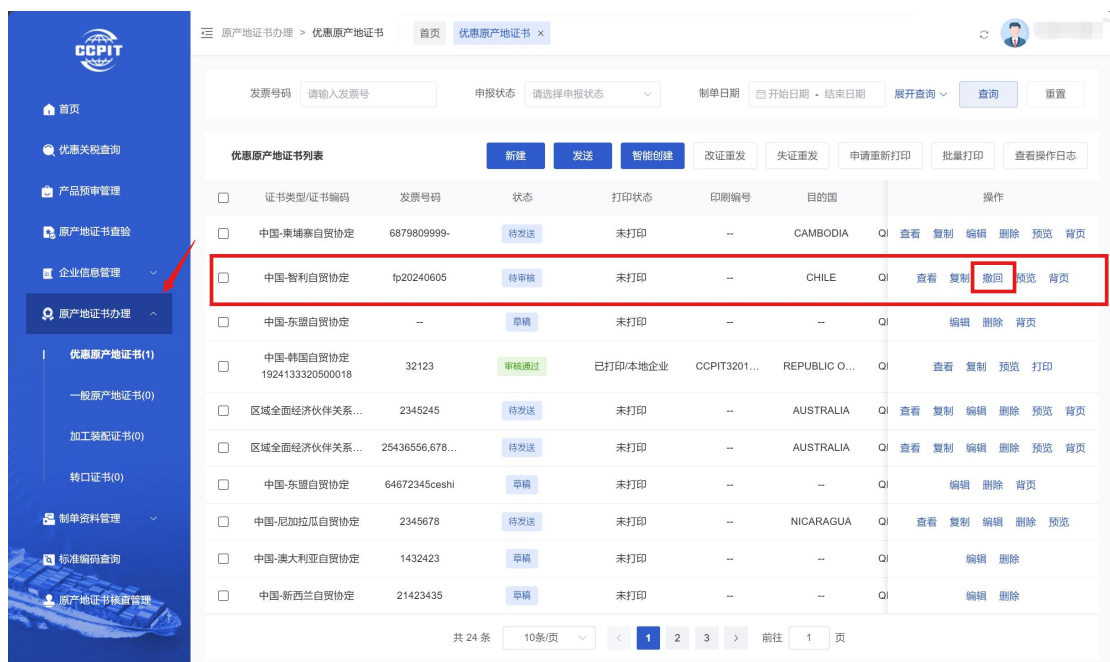 CCPIT
首页
优惠关税查询
产品预审管理
原产地证书查验
企业信息管理
原产地证书办理
优惠原产地证书(1)
一般原产地证书(0)
加工装配证书(0)
转口证书(0)
制单资料管理
标准编码查询
原产地证书核查管理
原产地证书办理 > 优惠原产地证书 首页 优惠原产地证书 ×
发票号码 请输入发票号 申报状态 请选择申报状态 制单日期 开始日期 - 结束日期 展开查询 查询 重置
优惠原产地证书列表 新建 发送 智能创建 改证重发 失证重发 申请重新打印 批量打印 查看操作日志
证书类型/证书编码 发票号码 状态 打印状态 印刷编号 目的国 操作
中国-柬埔寨自贸协定 6879809999- 待发送 未打印 -- CAMBODIA 查看 复制 编辑 删除 预览 背页
中国-智利自贸协定 fp20240605 待审核 未打印 -- CHILE 查看 复制 撤回 预览 背页
中国-东盟自贸协定 -- 草稿 未打印 -- -- 编辑 删除 背页
中国-韩国自贸协定
1924133320500018 32123 审核通过 已打印/本地企业 CCPIT3201... REPUBLIC O... 查看 复制 预览 打印
区域全面经济伙伴关系... 2345245 待发送 未打印 -- AUSTRALIA 查看 复制 编辑 删除 预览 背页
区域全面经济伙伴关系... 25436556,678... 待发送 未打印 -- AUSTRALIA 查看 复制 编辑 删除 预览 背页
中国-东盟自贸协定 64672345ceshi 草稿 未打印 -- -- 编辑 删除 背页
中国-尼加拉瓜自贸协定 2345678 待发送 未打印 -- NICARAGUA 查看 复制 编辑 删除 预览
中国-澳大利亚自贸协定 1432423 草稿 未打印 -- -- 编辑 删除
中国-新西兰自贸协定 21423435 草稿 未打印 -- -- 编辑 删除
共 24 条 10条/页 < 1 2 3 > 前往 1 页